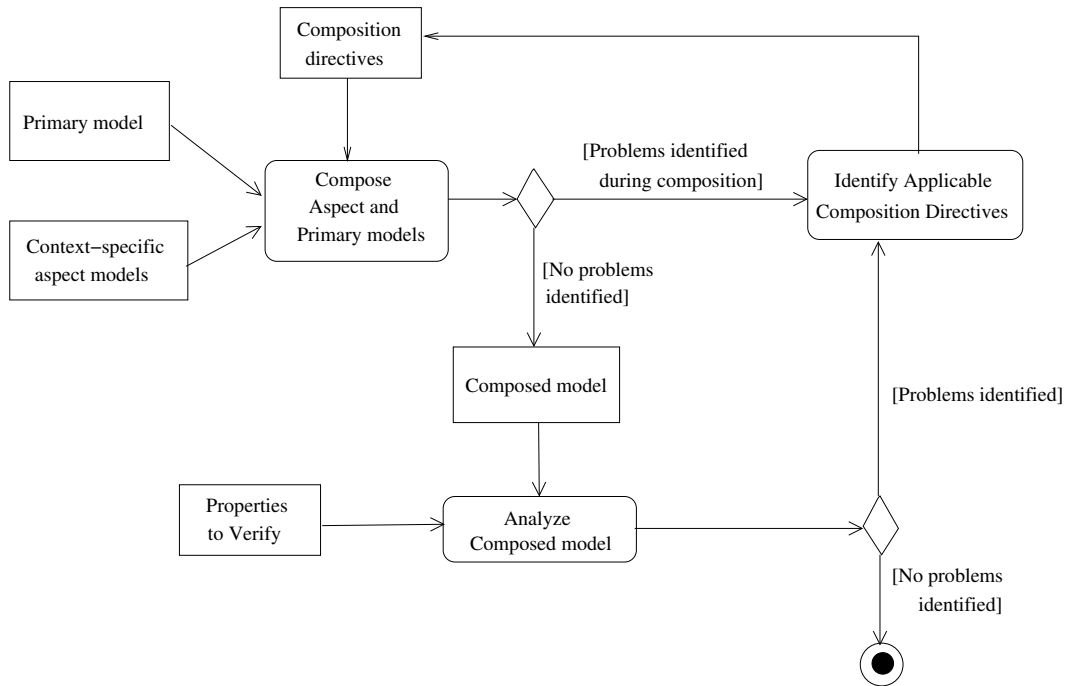 Composition
directives
Primary model
Compose
Aspect and
Primary models
Context−specific
aspect models
[Problems identified
during composition]
Identify Applicable
Composition Directives
[No problems
identified]
Composed model
[Problems identified]
Properties
to Verify
Analyze
Composed model
[No problems
identified]